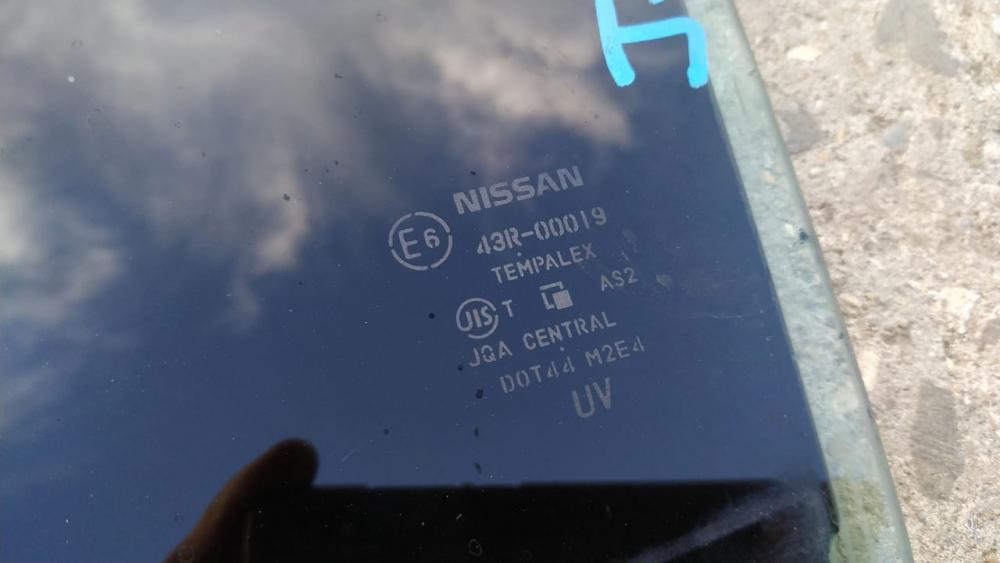 NISSAN
E6 43R-00019
TEMPALEX
JIS T AS2
JQA CENTRAL
DOT44 M2E4
UV